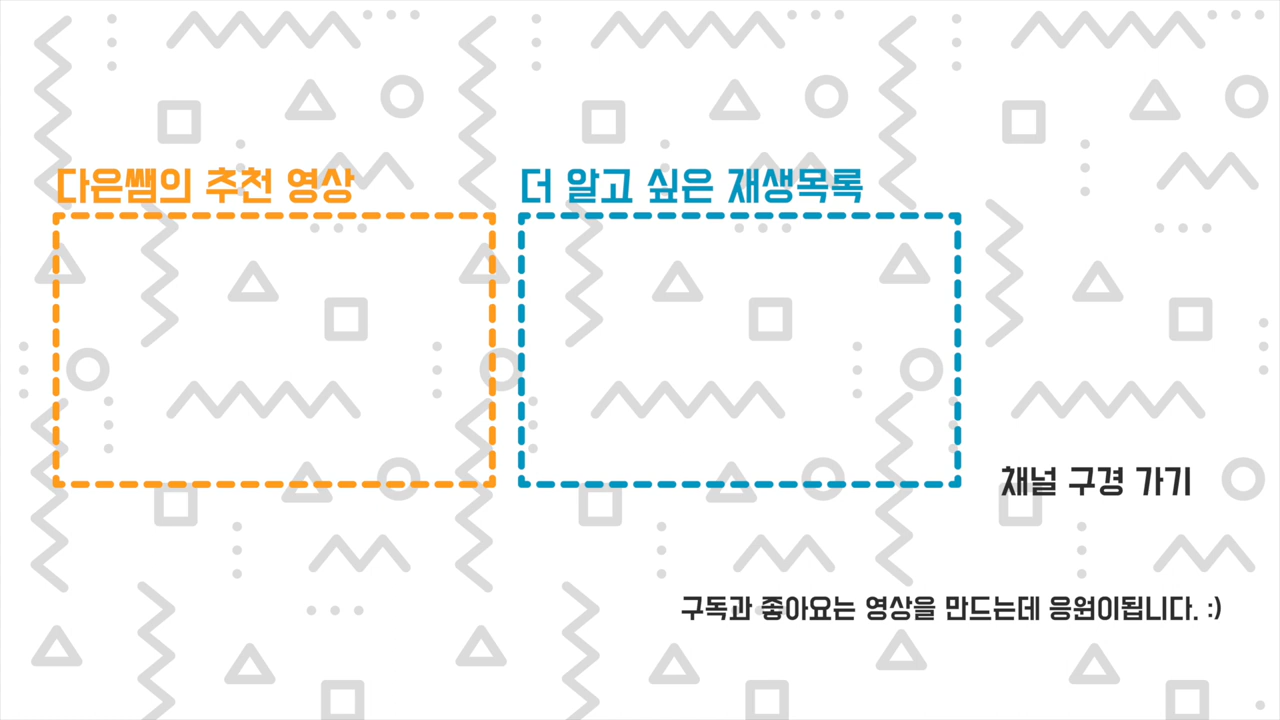 다은쌤의 추천 영상
더 알고 싶은 재생목록
채널 구경 가기
구독과 좋아요는 영상을 만드는데 응원이됩니다. :)